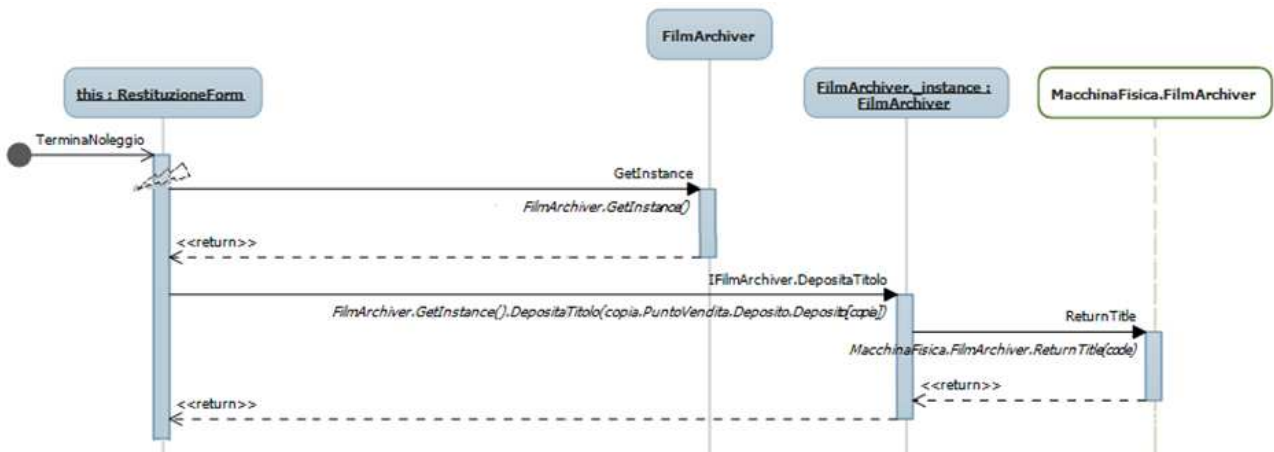 FilmArchiver
this : RestituzioneForm
FilmArchiver._instance :
FilmArchiver
MacchinaFisica.FilmArchiver
TerminaNoleggio
GetInstance
FilmArchiver.GetInstance()
<<return>>
IFilmArchiver.DepositaTitolo
FilmArchiver.GetInstance().DepositaTitolo(copia.PuntoVendita.Deposito.Deposito[copia])
ReturnTitle
MacchinaFisica.FilmArchiver.ReturnTitle(code)
<<return>>
<<return>>